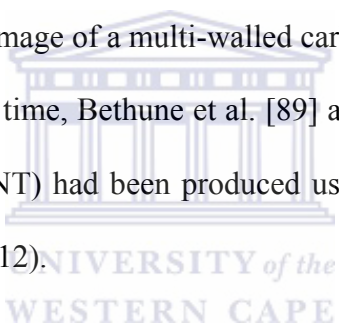 mage of a multi-walled car
time, Bethune et al. [89] a
NT) had been produced us
12).
UNIVERSITY of the
WESTERN CAPE